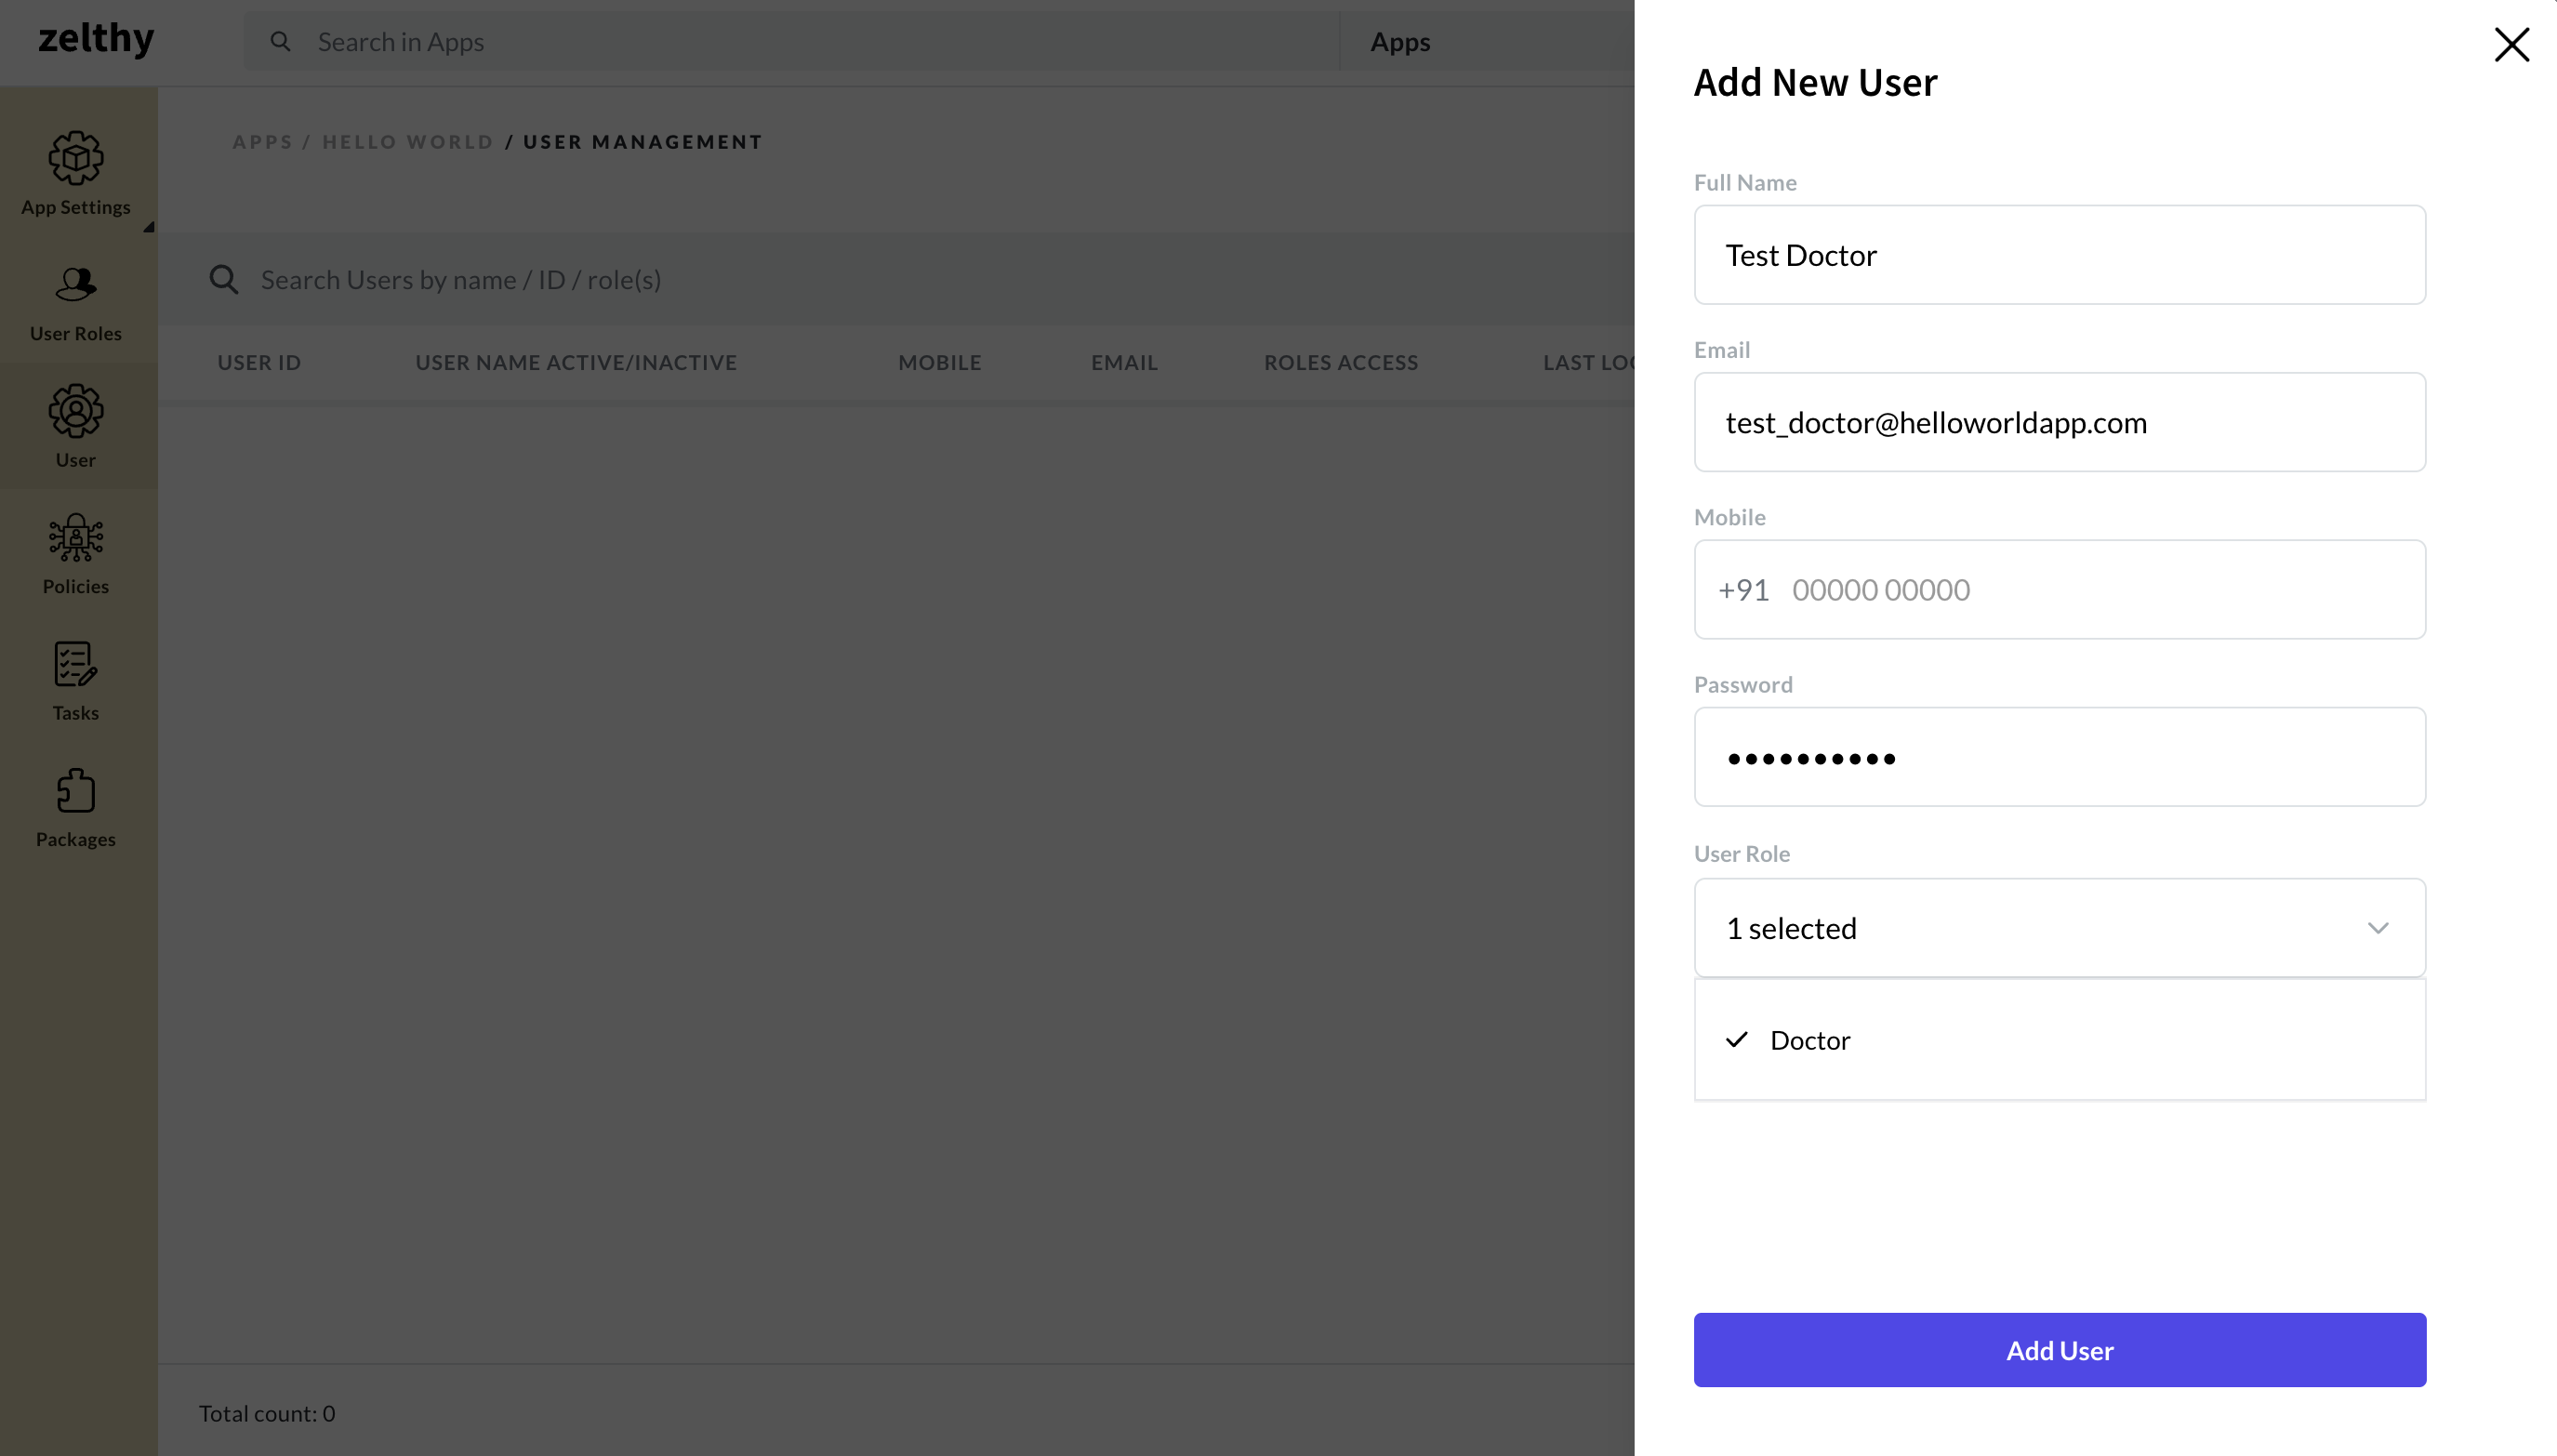 zelthy
Search in Apps
Apps
App Settings
User Roles
User
Policies
Tasks
Packages
APPS / HELLO WORLD / USER MANAGEMENT
Search Users by name / ID / role(s)
USER ID USER NAME ACTIVE/INACTIVE MOBILE EMAIL ROLES ACCESS LAST LO
Total count: 0
Add New User
Full Name
Test Doctor
Email
test_doctor@helloworldapp.com
Mobile
+91 00000 00000
Password
••••••••••
User Role
1 selected
Doctor
Add User